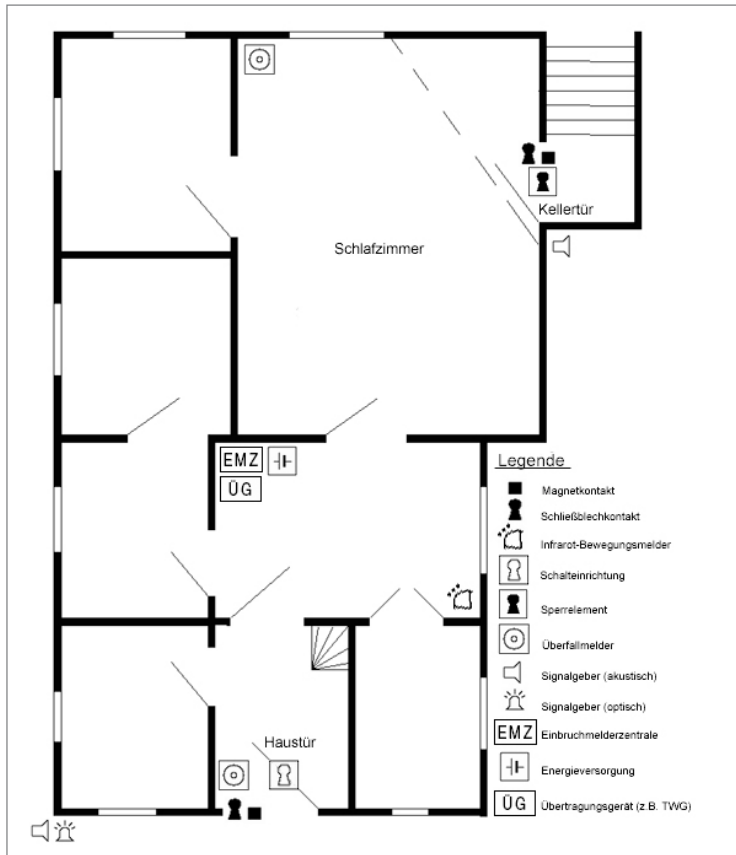 Kellertür
Schlafzimmer
EMZ
ÜG
Haustür
Legende
Magnetkontakt
Schließblechkontakt
Infrarot-Bewegungsmelder
Schalteinrichtung
Sperrelement
Überfallmelder
Signalgeber (akustisch)
Signalgeber (optisch)
EMZ Einbruchmelderzentrale
Energieversorgung
ÜG Übertragungsgerät (z.B. TWG)